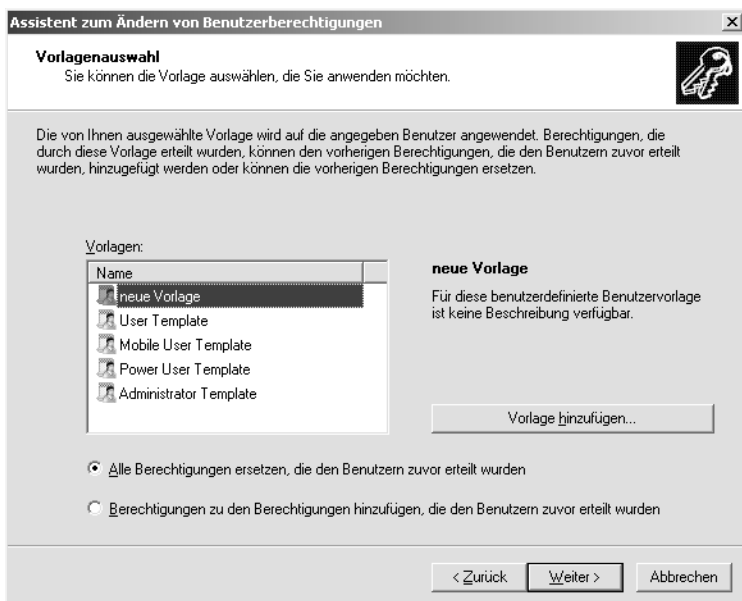 Assistent zum Ändern von Benutzerberechtigungen
Vorlagenauswahl
Sie können die Vorlage auswählen, die Sie anwenden möchten.
Die von Ihnen ausgewählte Vorlage wird auf die angegeben Benutzer angewendet. Berechtigungen, die
durch diese Vorlage erteilt wurden, können den vorherigen Berechtigungen, die den Benutzern zuvor erteilt
wurden, hinzugefügt werden oder können die vorherigen Berechtigungen ersetzen.
Vorlagen:
Name
neue Vorlage
User Template
Mobile User Template
Power User Template
Administrator Template
neue Vorlage
Für diese benutzerdefinierte Benutzervorlage
ist keine Beschreibung verfügbar.
Vorlage hinzufügen...
Alle Berechtigungen ersetzen, die den Benutzern zuvor erteilt wurden
Berechtigungen zu den Berechtigungen hinzufügen, die den Benutzern zuvor erteilt wurden
< Zurück
Weiter >
Abbrechen